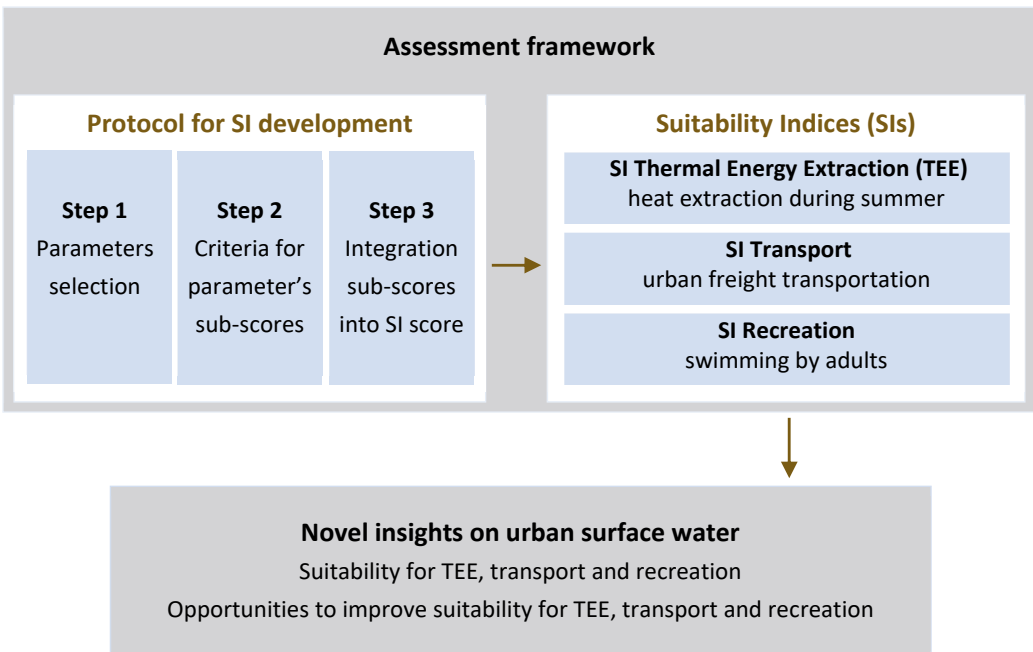 Assessment framework
Protocol for SI development
Step 1
Parameters
selection
Step 2
Criteria for
parameter’s
sub-scores
Step 3
Integration
sub-scores
into SI score
Suitability Indices (SIs)
SI Thermal Energy Extraction (TEE)
heat extraction during summer
SI Transport
urban freight transportation
SI Recreation
swimming by adults
Novel insights on urban surface water
Suitability for TEE, transport and recreation
Opportunities to improve suitability for TEE, transport and recreation